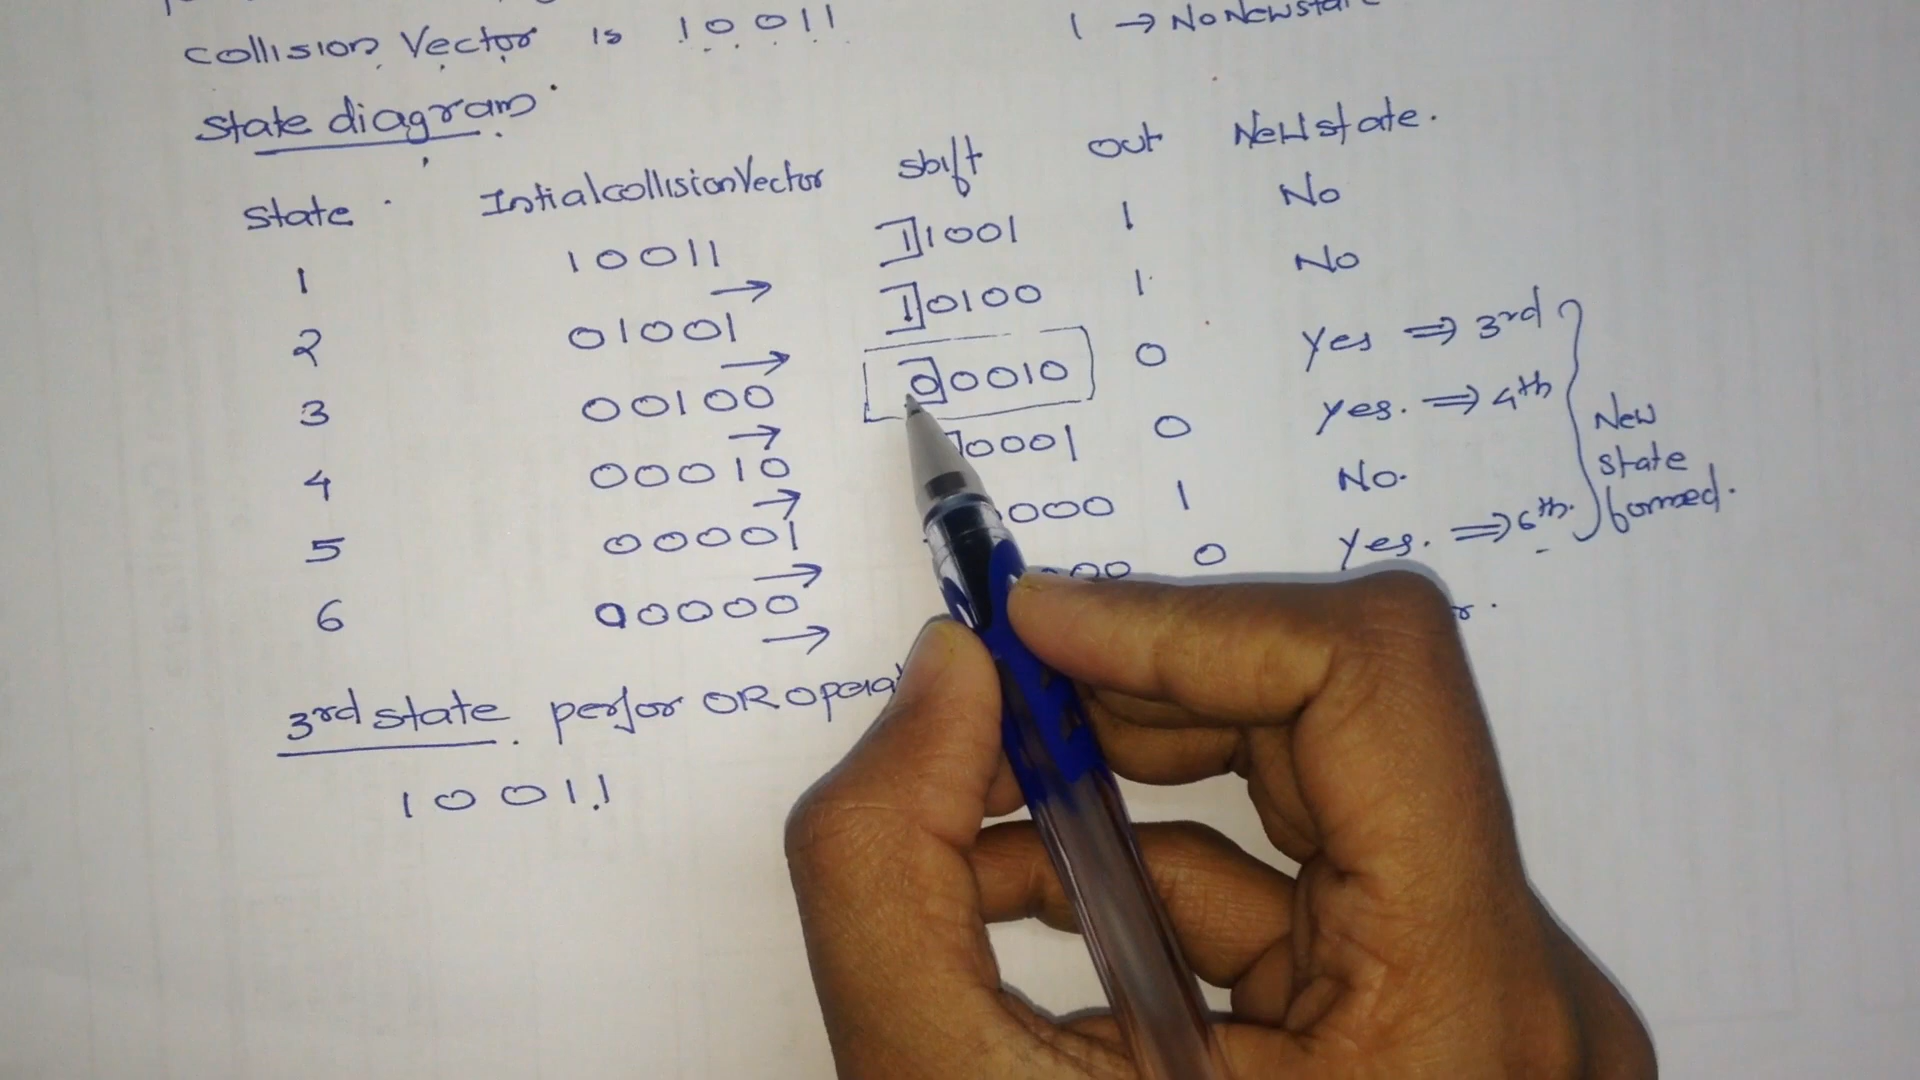 collision Vector is 10011
1 → No New state
state diagram
state Intialcollision Vector shift out New state.
1 10011 → 1]1001 1 No
2 01001 → 1]0100 1 No
3 00100 → 0]0010 0 Yes ⇒ 3rd
4 00010 → ]0001 0 Yes. ⇒ 4th
5 00001 → 000 1 No.
6 00000 → 000 0 Yes. ⇒ 6th.
New
state
formed.
3rd state perfor OR opera
10011